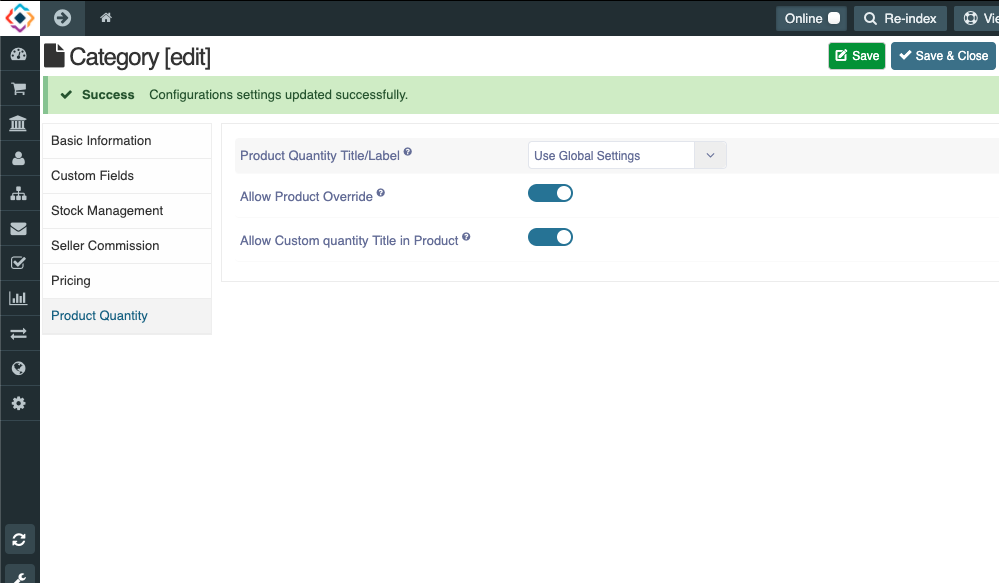 Online
Re-index
Vie
Category [edit]
Save
Save & Close
Success Configurations settings updated successfully.
Basic Information
Custom Fields
Stock Management
Seller Commission
Pricing
Product Quantity
Product Quantity Title/Label
Use Global Settings
Allow Product Override
Allow Custom quantity Title in Product